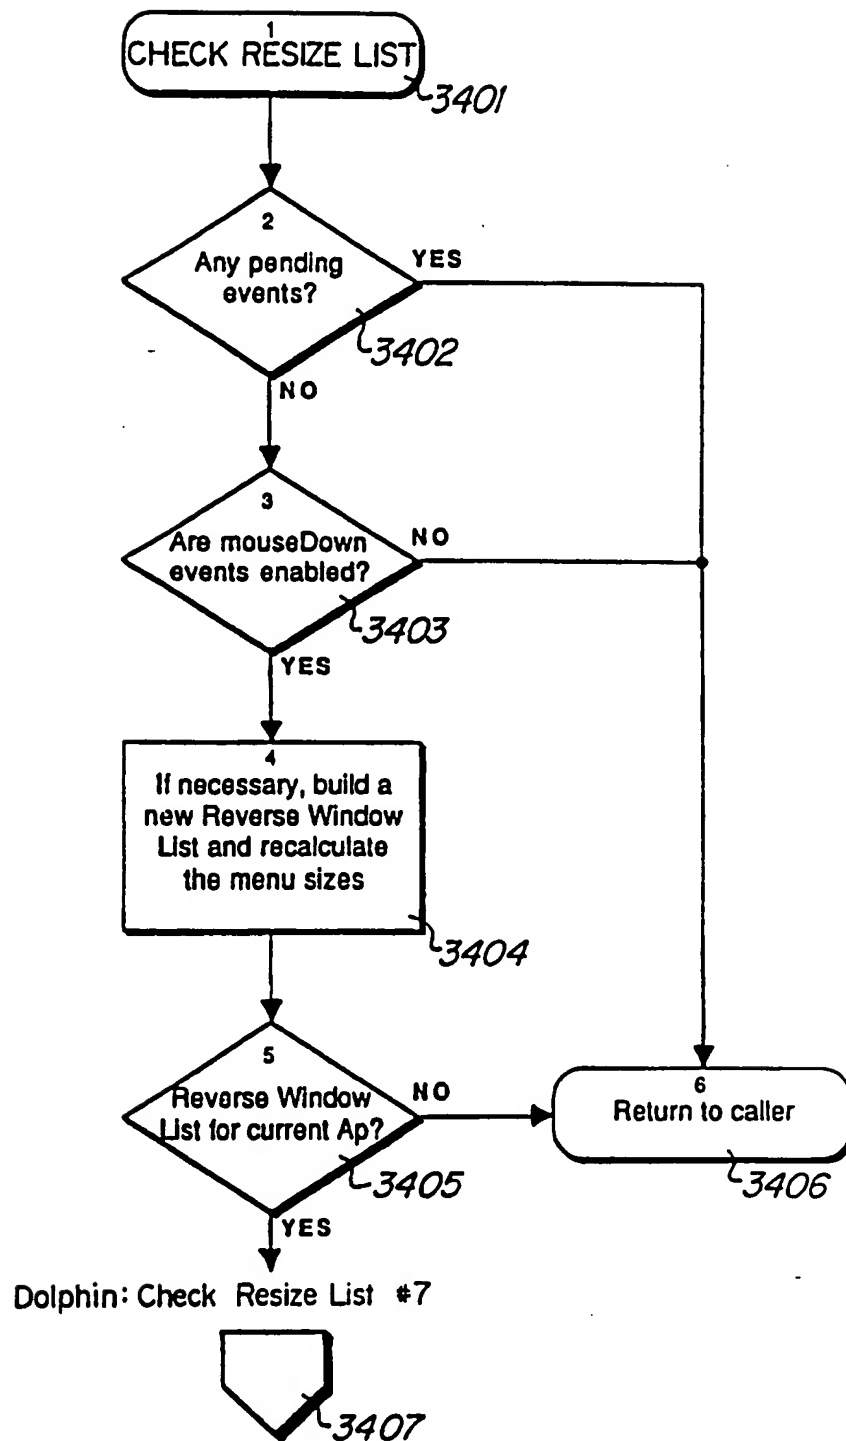 1
CHECK RESIZE LIST
3401
2
Any pending
events?
YES
3402
NO
3
Are mouseDown
events enabled?
NO
3403
YES
4
If necessary, build a
new Reverse Window
List and recalculate
the menu sizes
3404
5
Reverse Window
List for current Ap?
NO
3405
YES
6
Return to caller
3406
Dolphin: Check Resize List #7
3407